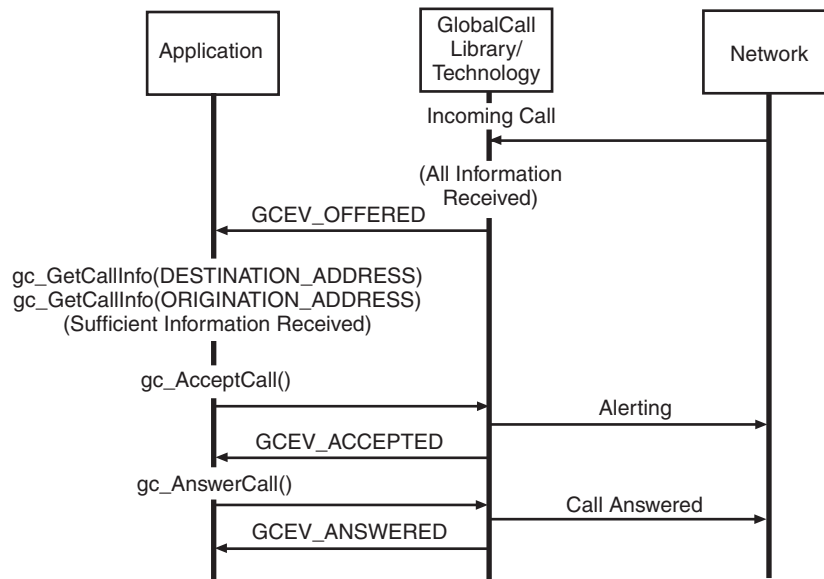 Application
GlobalCall
Library/
Technology
Network
Incoming Call
(All Information
Received)
GCEV_OFFERED
gc_GetCallInfo(DESTINATION_ADDRESS)
gc_GetCallInfo(ORIGINATION_ADDRESS)
(Sufficient Information Received)
gc_AcceptCall()
Alerting
GCEV_ACCEPTED
gc_AnswerCall()
Call Answered
GCEV_ANSWERED